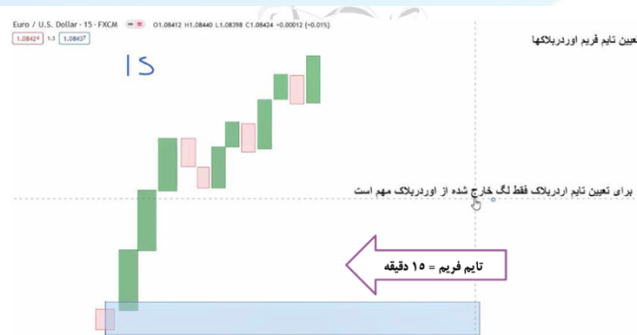 Euro / U.S. Dollar · 15 · FXCM O1.08412 H1.08440 L1.08398 C1.08424 +0.00012 (+0.01%)
1.08424 1.3 1.08437
تعیین تایم فریم اوردربلاکها
15
برای تعیین تایم اردربلاک فقط لگ خارج شده از اوردربلاک مهم است
تایم فریم = ۱۵ دقیقه